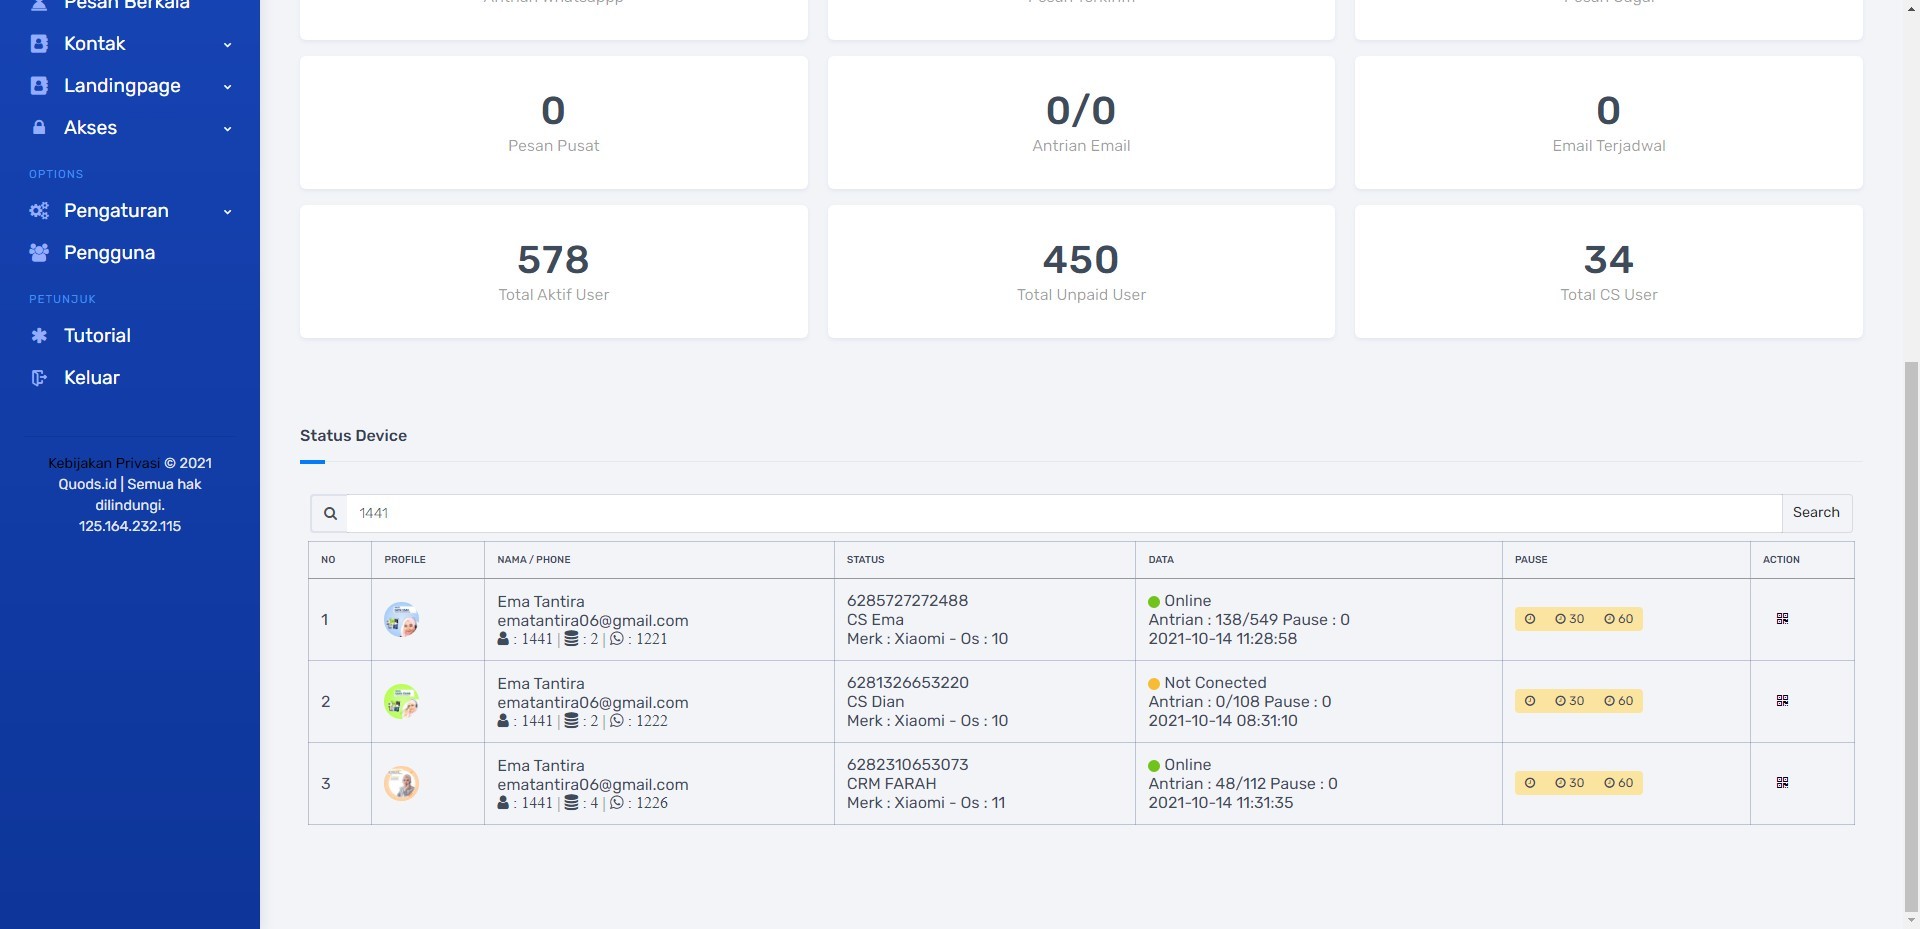 Pesan Berkala
Kontak
Landingpage
Akses
OPTIONS
Pengaturan
Pengguna
PETUNJUK
Tutorial
Keluar
Kebijakan Privasi © 2021
Quods.id | Semua hak
dilindungi.
125.164.232.115
0
Pesan Pusat
0/0
Antrian Email
0
Email Terjadwal
578
Total Aktif User
450
Total Unpaid User
34
Total CS User
Status Device
1441
Search
NO PROFILE NAMA / PHONE STATUS DATA PAUSE ACTION
1
Ema Tantira
ematantira06@gmail.com
: 1441 | : 2 | : 1221
6285727272488
CS Ema
Merk : Xiaomi - Os : 10
Online
Antrian : 138/549 Pause : 0
2021-10-14 11:28:58
30 60
2
Ema Tantira
ematantira06@gmail.com
: 1441 | : 2 | : 1222
6281326653220
CS Dian
Merk : Xiaomi - Os : 10
Not Conected
Antrian : 0/108 Pause : 0
2021-10-14 08:31:10
30 60
3
Ema Tantira
ematantira06@gmail.com
: 1441 | : 4 | : 1226
6282310653073
CRM FARAH
Merk : Xiaomi - Os : 11
Online
Antrian : 48/112 Pause : 0
2021-10-14 11:31:35
30 60